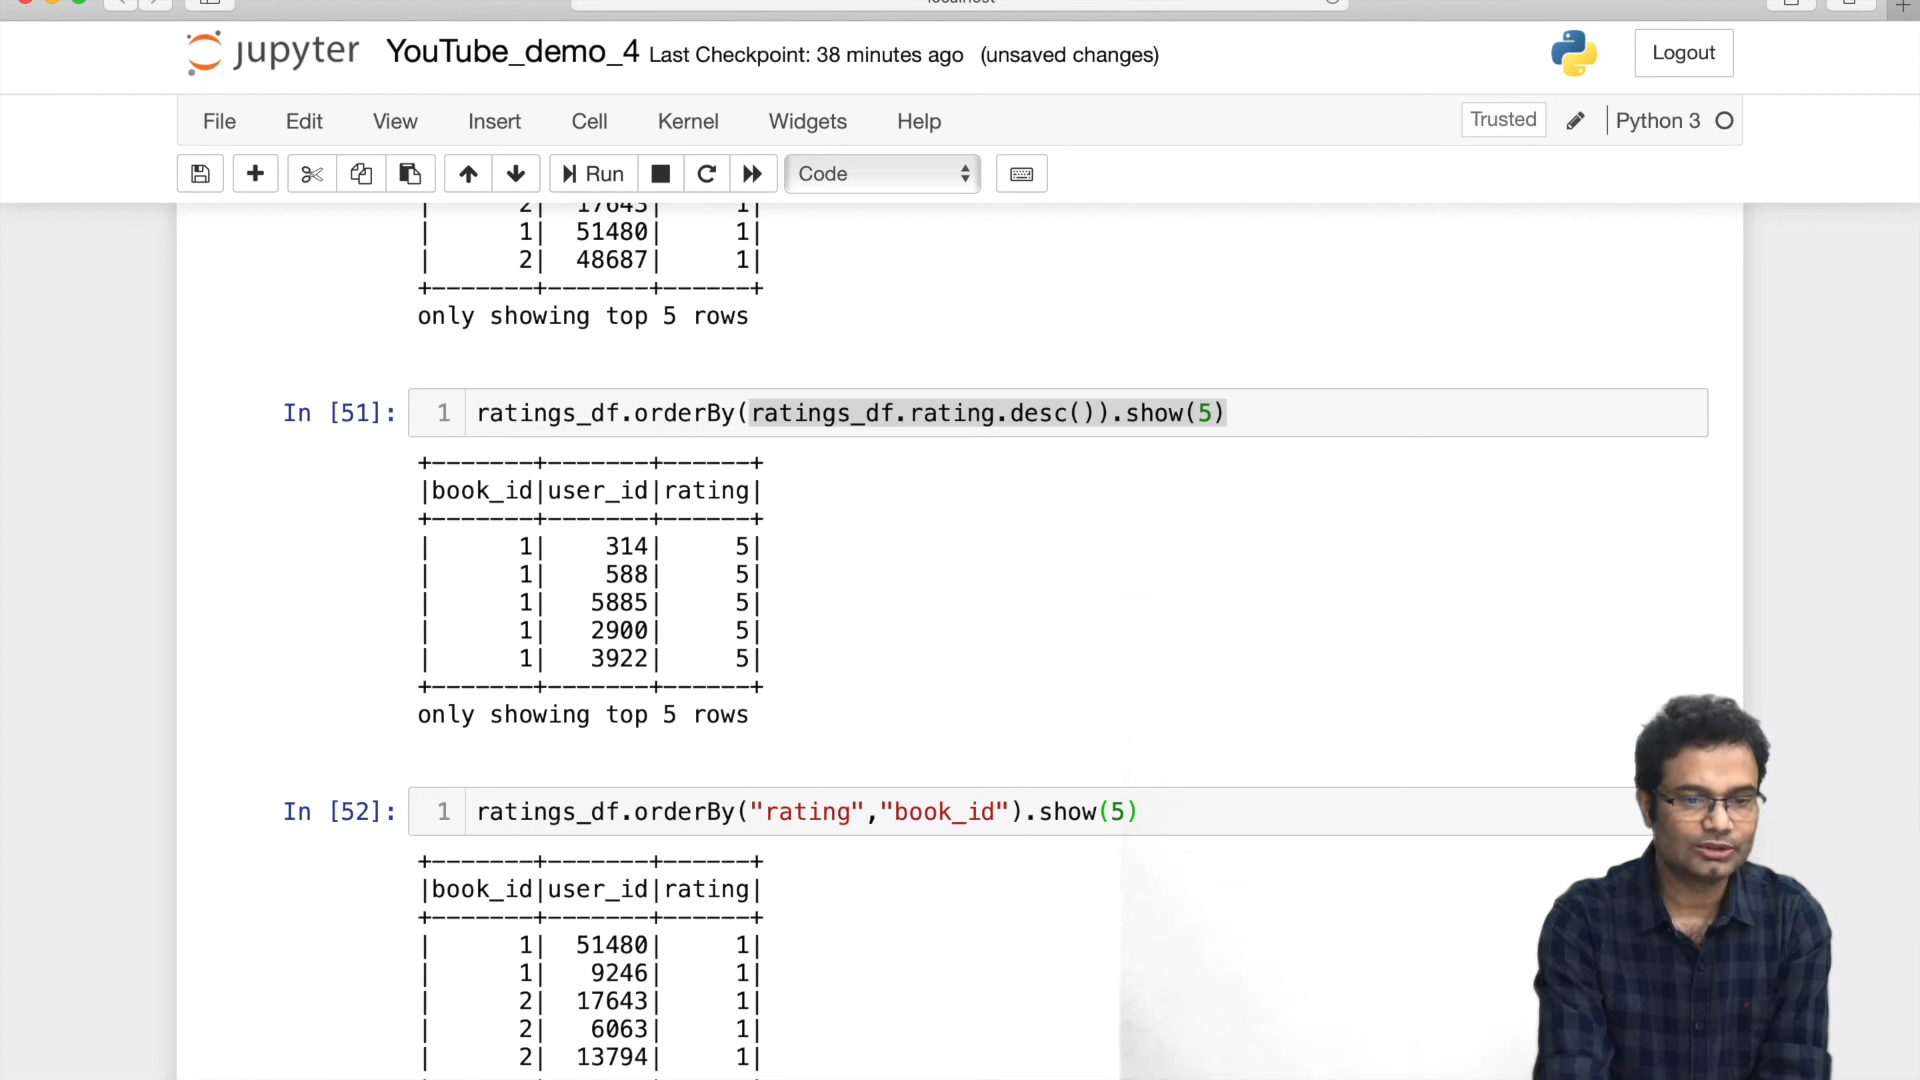 localhost
jupyter YouTube_demo_4 Last Checkpoint: 38 minutes ago (unsaved changes) Logout
File Edit View Insert Cell Kernel Widgets Help Trusted Python 3
Run Code
| 2| 17643| 1|
| 1| 51480| 1|
| 2| 48687| 1|
+-------+-------+------+
only showing top 5 rows
In [51]: 1 ratings_df.orderBy(ratings_df.rating.desc()).show(5)
+-------+-------+------+
|book_id|user_id|rating|
+-------+-------+------+
| 1| 314| 5|
| 1| 588| 5|
| 1| 5885| 5|
| 1| 2900| 5|
| 1| 3922| 5|
+-------+-------+------+
only showing top 5 rows
In [52]: 1 ratings_df.orderBy("rating","book_id").show(5)
+-------+-------+------+
|book_id|user_id|rating|
+-------+-------+------+
| 1| 51480| 1|
| 1| 9246| 1|
| 2| 17643| 1|
| 2| 6063| 1|
| 2| 13794| 1|